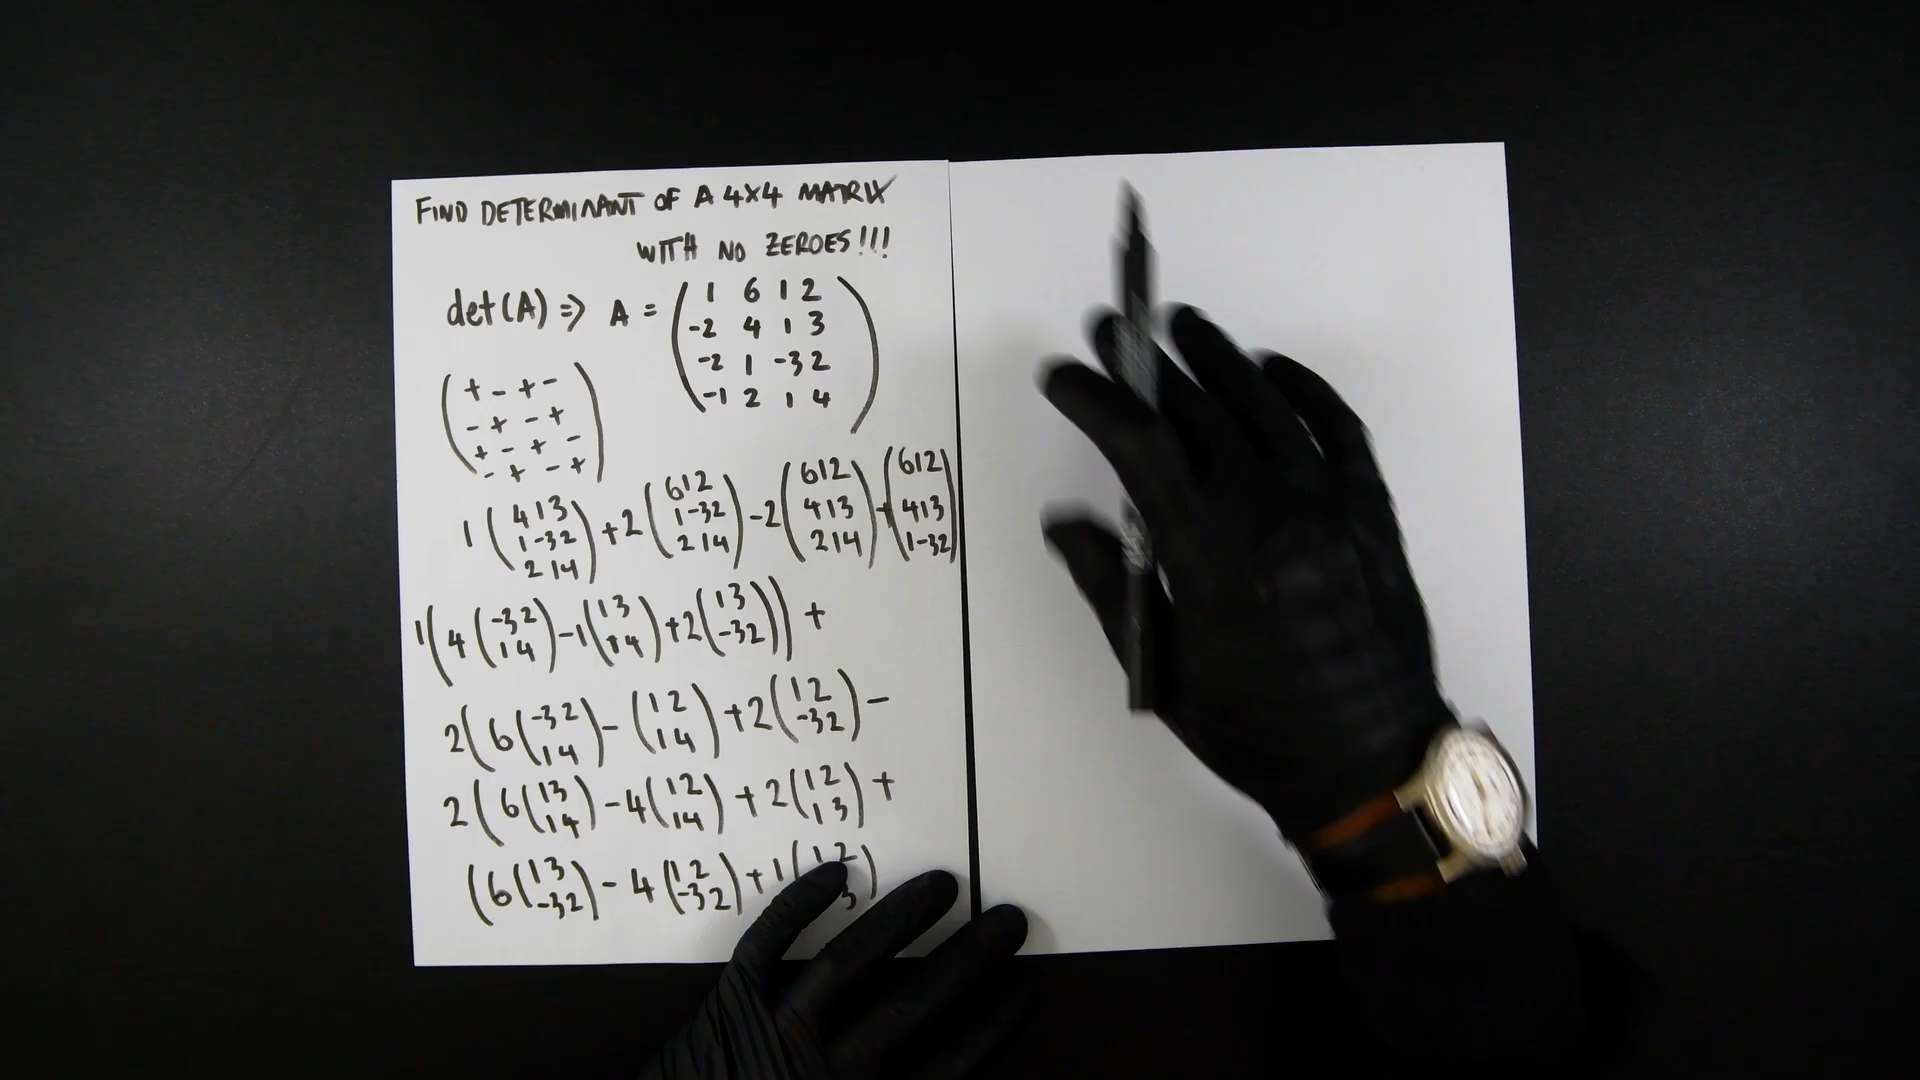 FIND DETERMINANT OF A 4X4 MATRIX
WITH NO ZEROES!!!
det(A) => A = ( 1 6 1 2
-2 4 1 3
-2 1 -3 2
-1 2 1 4 )
( + - + -
- + - +
+ - + -
- + - + )
1 ( 4 1 3 / 1 -3 2 / 2 1 4 ) + 2 ( 6 1 2 / 1 -3 2 / 2 1 4 ) - 2 ( 6 1 2 / 4 1 3 / 2 1 4 ) + ( 6 1 2 / 4 1 3 / 1 -3 2 )
1 ( 4 ( -3 2 / 1 4 ) - 1 ( 1 3 / 1 4 ) + 2 ( 1 3 / -3 2 ) ) +
2 ( 6 ( -3 2 / 1 4 ) - ( 1 2 / 1 4 ) + 2 ( 1 2 / -3 2 ) -
2 ( 6 ( 1 3 / 1 4 ) - 4 ( 1 2 / 1 4 ) + 2 ( 1 2 / 1 3 ) +
( 6 ( 1 3 / -3 2 ) - 4 ( 1 2 / -3 2 ) + 1 ( 1 2 / 3 )